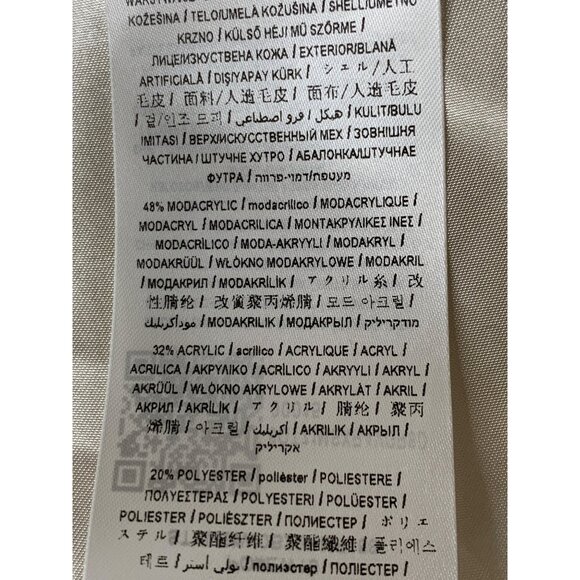 KOŽEŠINA / TELO/UMELÁ KOŽUŠINA / SHELL/UMETNO
KRZNO / KÜLSŐ HÉJ/ MŰ SZŐRME /
ЛИЦЕ/ИЗКУСТВЕНА КОЖА / EXTERIOR/BLANĂ
ARTIFICIALĂ / DIŞ/YAPAY KÜRK / シェル/人工
毛皮 / 面料/人造毛皮 / 面布/人造毛皮
/ 겉/인조 모피 / هيكل / فرو اصطناعي / KULIT/BULU
IMITASI / ВЕРХ/ИСКУССТВЕННЫЙ МЕХ / ЗОВНІШНЯ
ЧАСТИНА / ШТУЧНЕ ХУТРО / АБАЛОНКА/ШТУЧНАЕ
ФУТРА / מעטפת/דמוי-פרווה
48% MODACRYLIC / modacrílico / MODACRYLIQUE /
MODACRYL / MODACRILICA / ΜΟΝΤΑΚΡΥΛΙΚΕΣ ΙΝΕΣ /
MODACRÍLICO / MODA-AKRYYLI / MODAKRYL /
MODAKRÜÜL / WŁÓKNO MODAKRYLOWE / MODAKRIL
/ МОДАКРИЛ / MODAKRİLİK / アクリル系 / 改
性腈纶 / 改質聚丙烯腈 / 모드 아크릴 /
مودأكريليك / MODAKRILIK / МОДАКРЫЛ / מודקריליק
32% ACRYLIC / acrílico / ACRYLIQUE / ACRYL /
ACRILICA / ΑΚΡΥΛΙΚΟ / ACRÍLICO / AKRYYLI / AKRYL /
AKRÜÜL / WŁÓKNO AKRYLOWE / AKRYLÁT / AKRIL /
АКРИЛ / AKRİLİK / アクリル / 腈纶 / 聚丙
烯腈 / 아크릴 / أكريليك / AKRILIK / АКРЫЛ /
אקריליק
20% POLYESTER / poliéster / POLIESTERE /
ΠΟΛΥΕΣΤΕΡΑΣ / POLYESTERI / POLÜESTER /
POLIESTER / POLIÉSZTER / ПОЛИЕСТЕР / ポリエ
ステル / 聚酯纤维 / 聚酯纖維 / 폴리에스
테르 / بولي أستر / полиэстер / ПОЛІЭСТЭР /